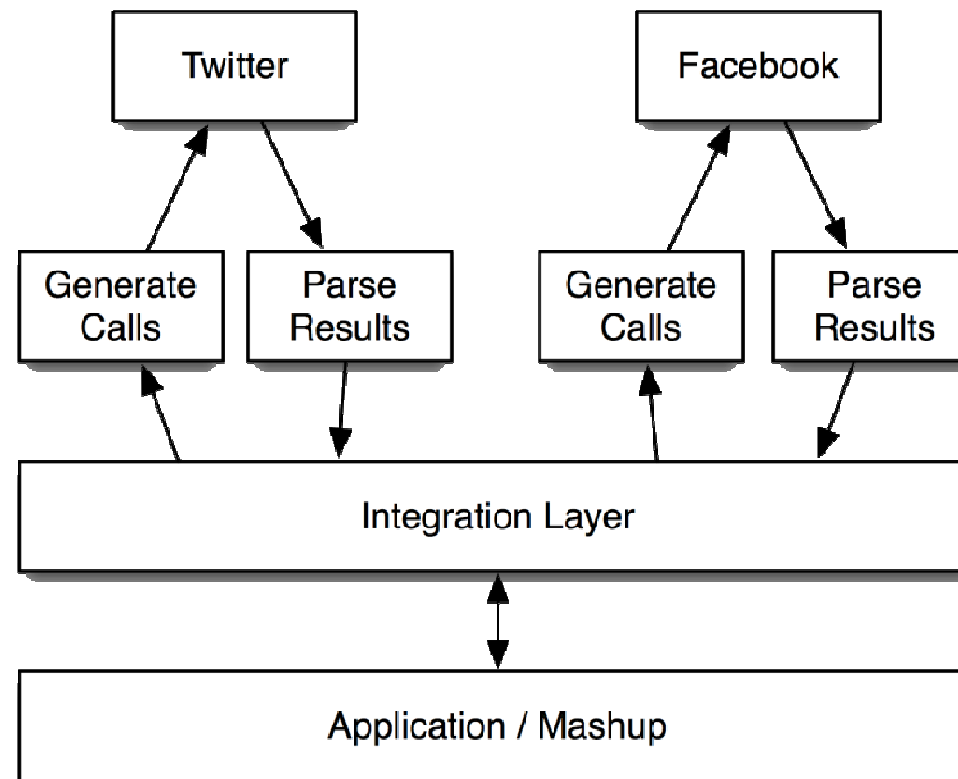 Twitter
Facebook
Generate
Calls
Parse
Results
Generate
Calls
Parse
Results
Integration Layer
Application / Mashup